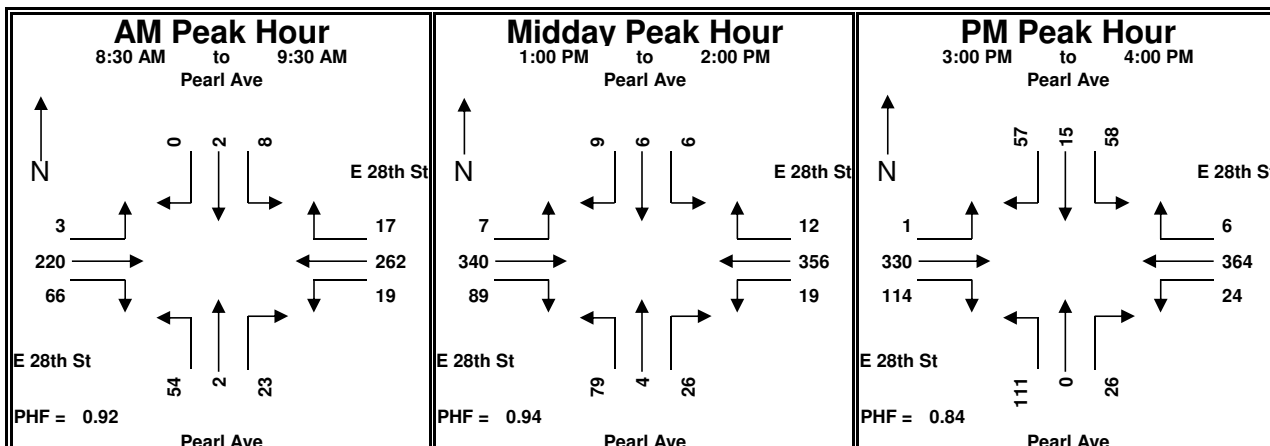 AM Peak Hour
8:30 AM to 9:30 AM
Pearl Ave
N
0 2 8
E 28th St
3 17
220 262
66 19
E 28th St
54 2 23
PHF = 0.92
Pearl Ave
Midday Peak Hour
1:00 PM to 2:00 PM
Pearl Ave
N
9 6 6
E 28th St
7 12
340 356
89 19
E 28th St
79 4 26
PHF = 0.94
Pearl Ave
PM Peak Hour
3:00 PM to 4:00 PM
Pearl Ave
N
57 15 58
E 28th St
1 6
330 364
114 24
E 28th St
111 0 26
PHF = 0.84
Pearl Ave